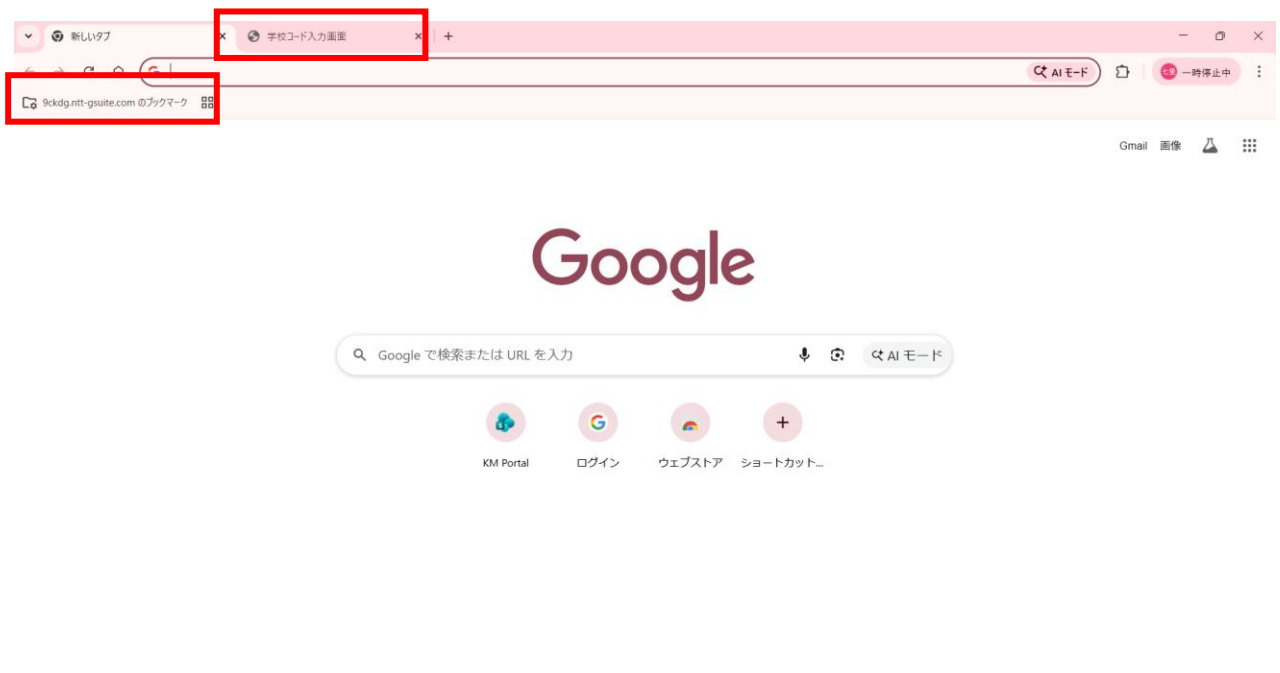 新しいタブ
学校コード入力画面
AI モード
一時停止中
9ckdg.ntt-gsuite.com のブックマーク
Gmail 画像
Google
Google で検索または URL を入力
AI モード
KM Portal
ログイン
ウェブストア
ショートカット...